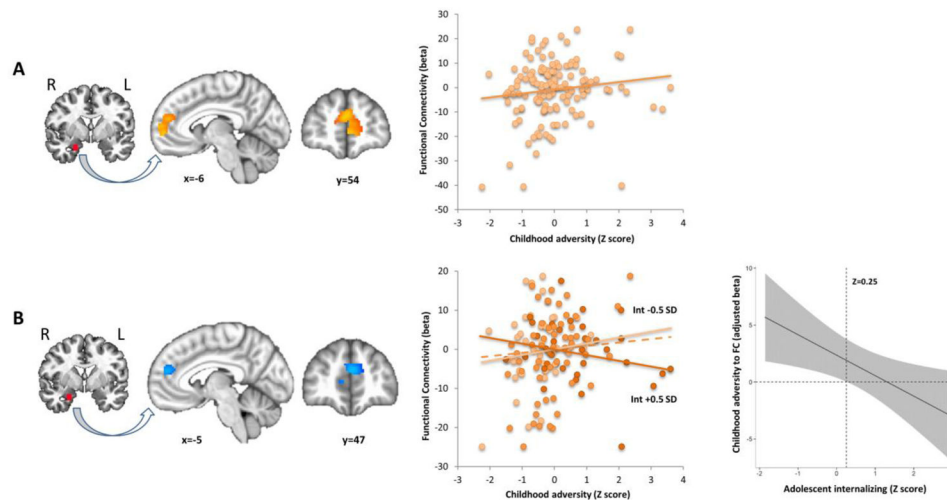 A
R L
x=-6
y=54
Functional Connectivity (beta)
30
20
10
0
-10
-20
-30
-40
-50
-3 -2 -1 0 1 2 3 4
Childhood adversity (Z score)
B
R L
x=-5
y=47
Functional Connectivity (beta)
20
10
0
-10
-20
-30
-3 -2 -1 0 1 2 3 4
Childhood adversity (Z score)
Int -0.5 SD
Int +0.5 SD
Childhood adversity to FC (adjusted beta)
10
5
0
-5
-2 -1 0 1 2
Adolescent internalizing (Z score)
Z=0.25